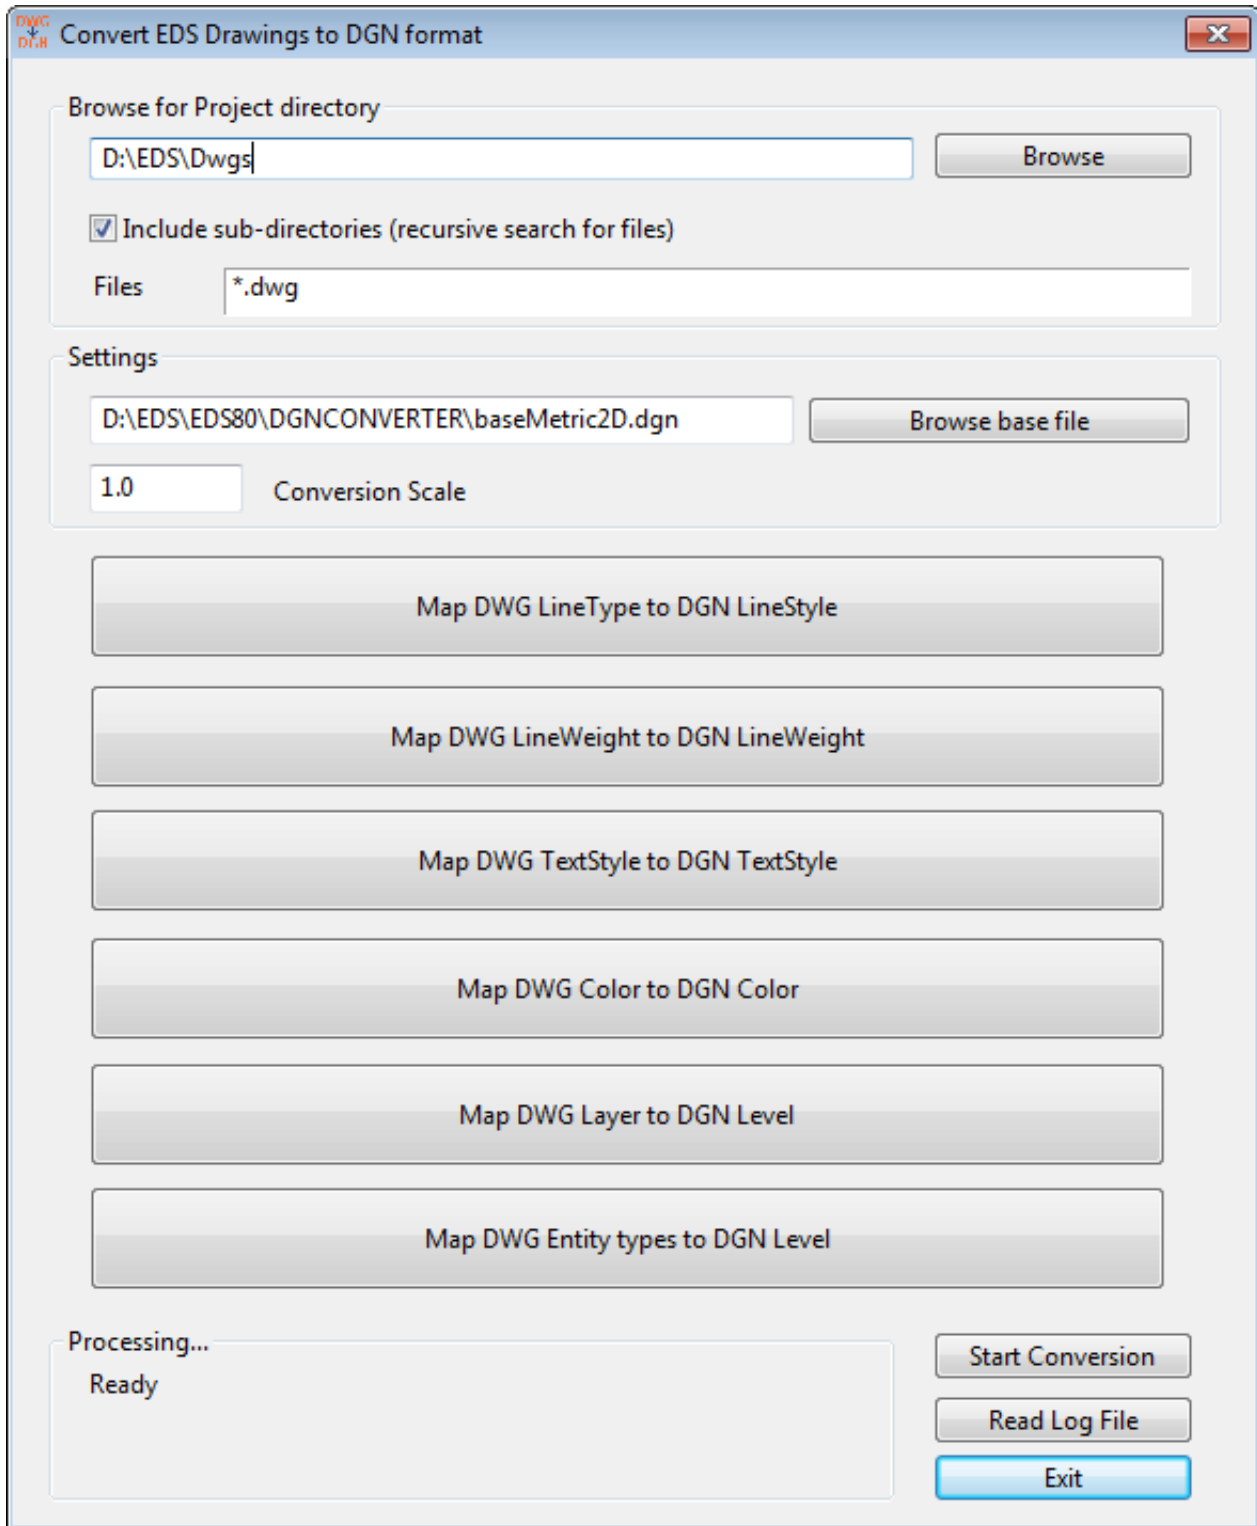 DWG
DGN
Convert EDS Drawings to DGN format
Browse for Project directory
D:\EDS\Dwgs
Browse
Include sub-directories (recursive search for files)
Files
*.dwg
Settings
D:\EDS\EDS80\DGNCONVERTER\baseMetric2D.dgn
Browse base file
1.0
Conversion Scale
Map DWG LineType to DGN LineStyle
Map DWG LineWeight to DGN LineWeight
Map DWG TextStyle to DGN TextStyle
Map DWG Color to DGN Color
Map DWG Layer to DGN Level
Map DWG Entity types to DGN Level
Processing...
Ready
Start Conversion
Read Log File
Exit